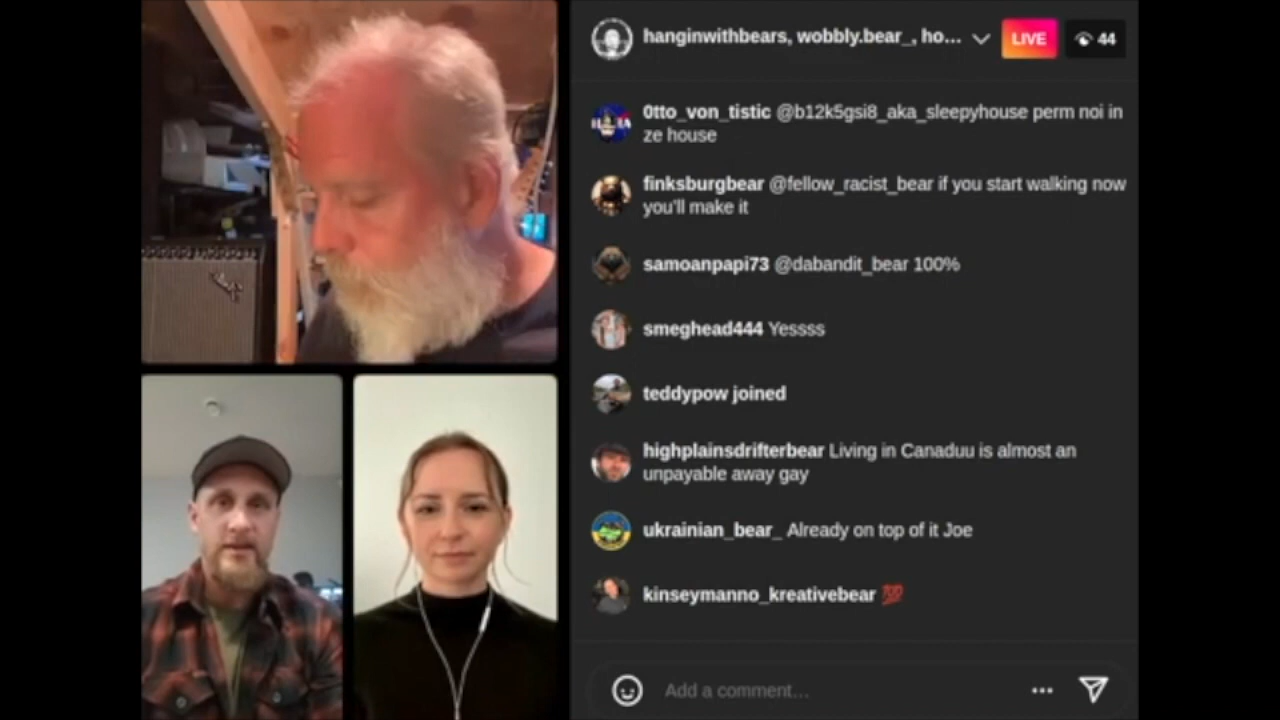 hanginwithbears, wobbly.bear_, ho...
LIVE
44
0tto_von_tistic @b12k5gsi8_aka_sleepyhouse perm noi in
ze house
finksburgbear @fellow_racist_bear if you start walking now
you'll make it
samoanpapi73 @dabandit_bear 100%
smeghead444 Yessss
teddypow joined
highplainsdrifterbear Living in Canaduu is almost an
unpayable away gay
ukrainian_bear_ Already on top of it Joe
kinseymanno_kreativebear 💯
Add a comment...